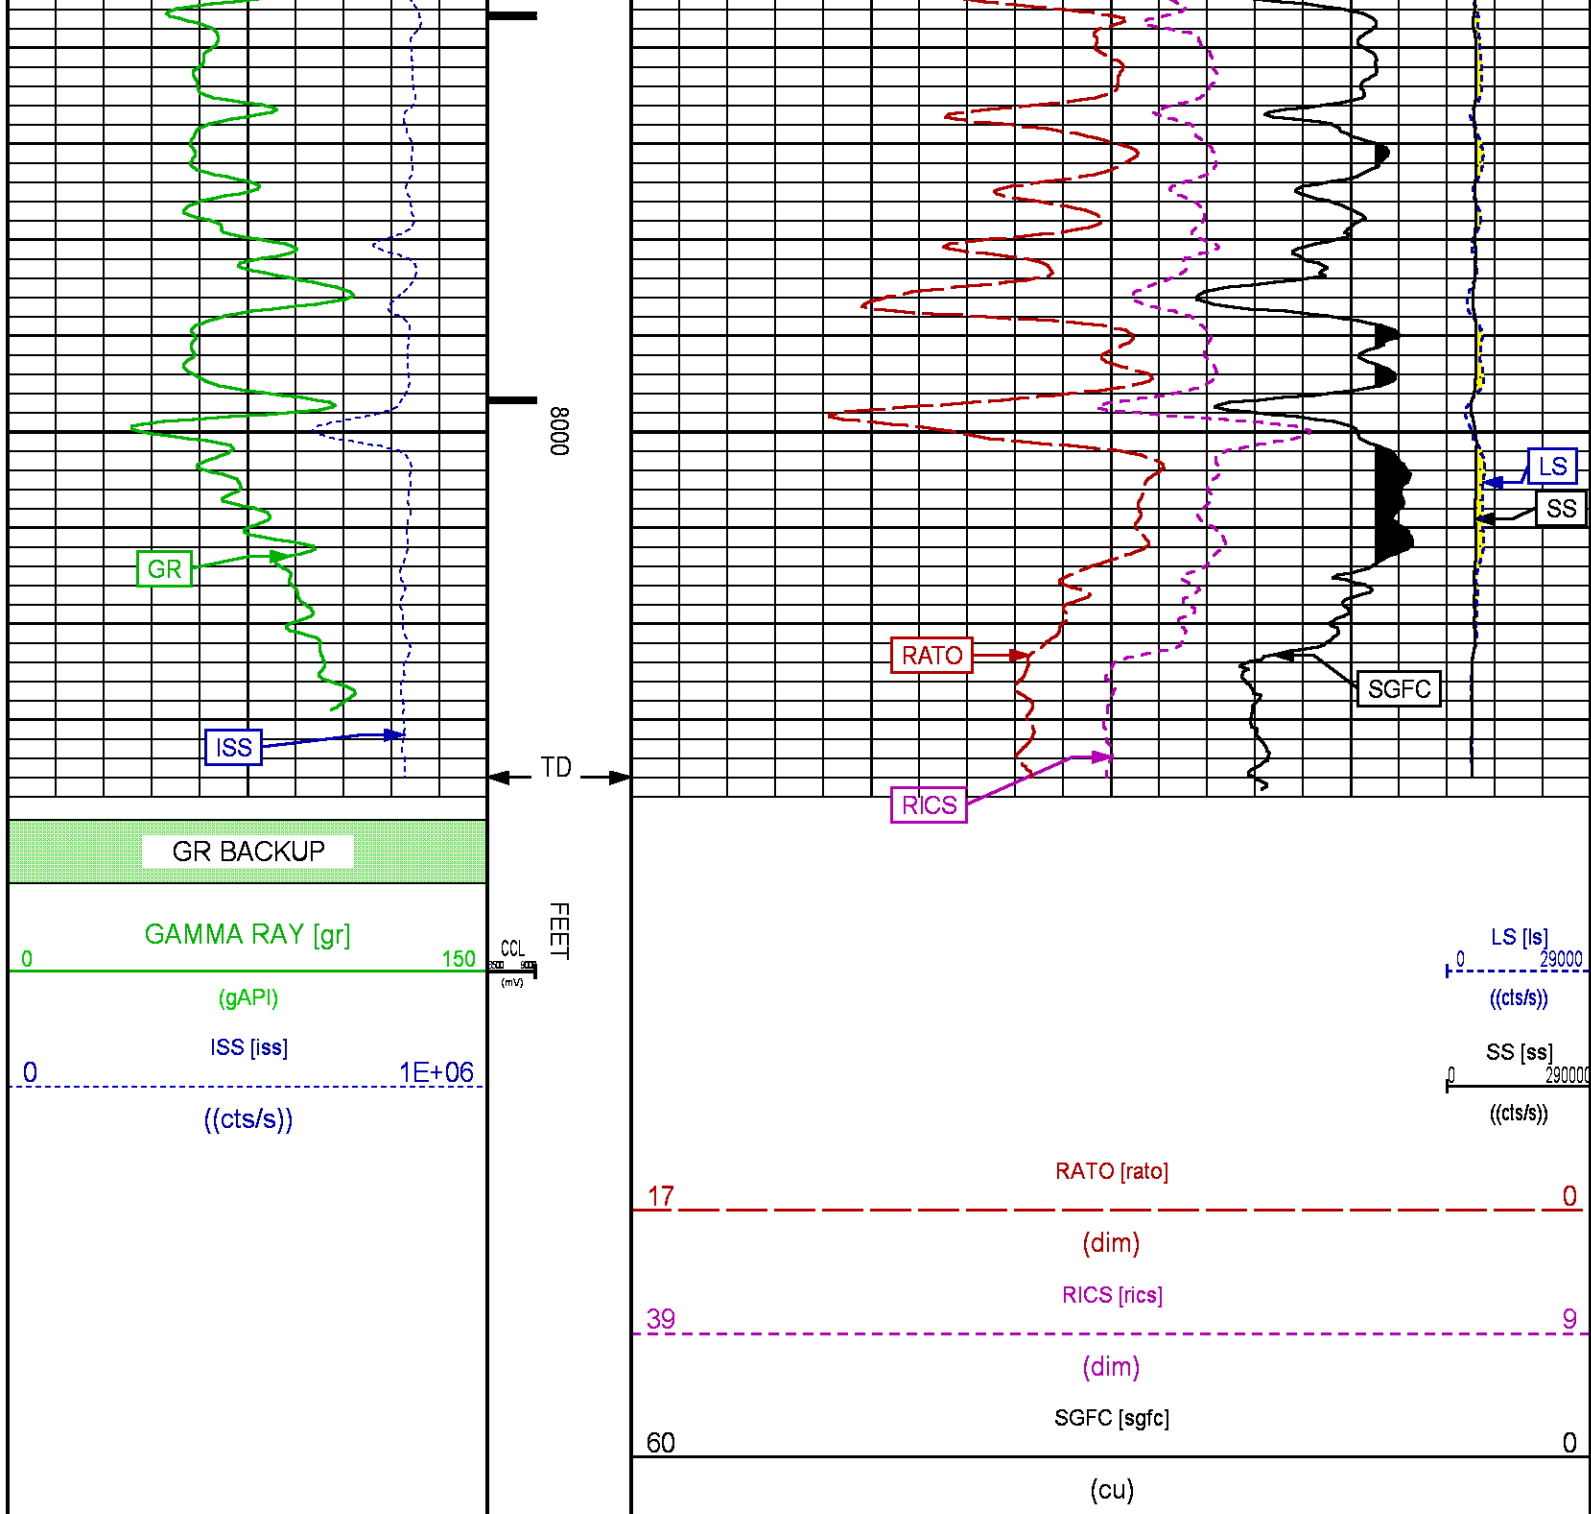 8000
LS
SS
GR
RATO
SGFC
ISS
TD
RICS
GR BACKUP
FEET
GAMMA RAY [gr]
0 150
(gAPI)
CCL
(mV)
LS [ls]
0 29000
((cts/s))
ISS [iss]
0 1E+06
((cts/s))
SS [ss]
0 290000
((cts/s))
RATO [rato]
17 0
(dim)
RICS [rics]
39 9
(dim)
SGFC [sgfc]
60 0
(cu)